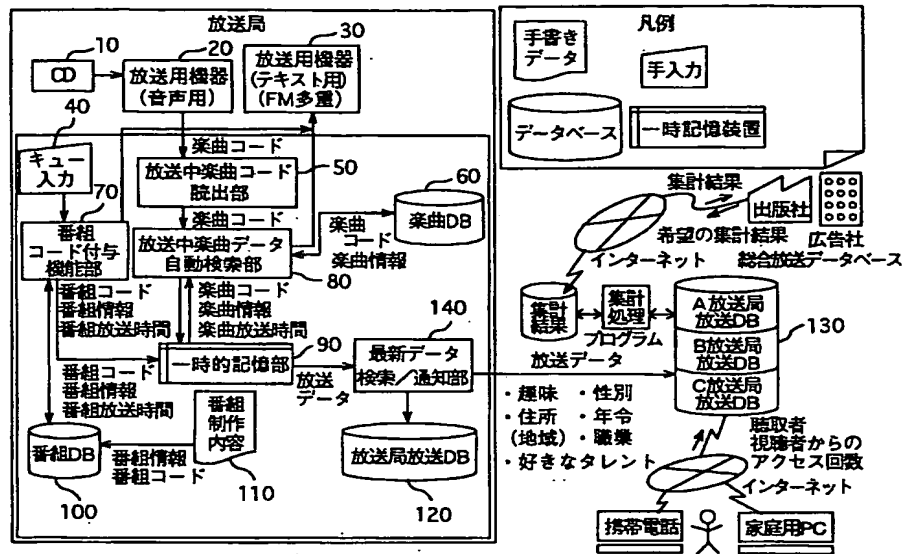 放送局
10
CD
20
放送用機器
(音声用)
30
放送用機器
(テキスト用)
(FM多重)
凡例
手書き
データ
手入力
データベース
一時記憶装置
40
キュー
入力
楽曲コード
放送中楽曲コード
読出部
50
60
楽曲DB
70
番組
コード付与
機能部
楽曲コード
放送中楽曲データ
自動検索部
80
楽曲
コード
楽曲情報
番組コード
番組情報
番組放送時間
楽曲コード
楽曲情報
楽曲放送時間
一時的記憶部
90
放送
データ
140
最新データ
検索/通知部
番組コード
番組情報
番組放送時間
番組DB
100
番組
制作
内容
110
番組情報
番組コード
放送局放送DB
120
集計結果
出版社
希望の集計結果
広告社
インターネット
総合放送データベース
集計
結果
集計
処理
プログラム
A放送局
放送DB
B放送局
放送DB
C放送局
放送DB
130
放送データ
・趣味 ・性別
・住所 ・年令
(地域)・職業
・好きなタレント
聴取者
視聴者からの
アクセス回数
インターネット
携帯電話
家庭用PC